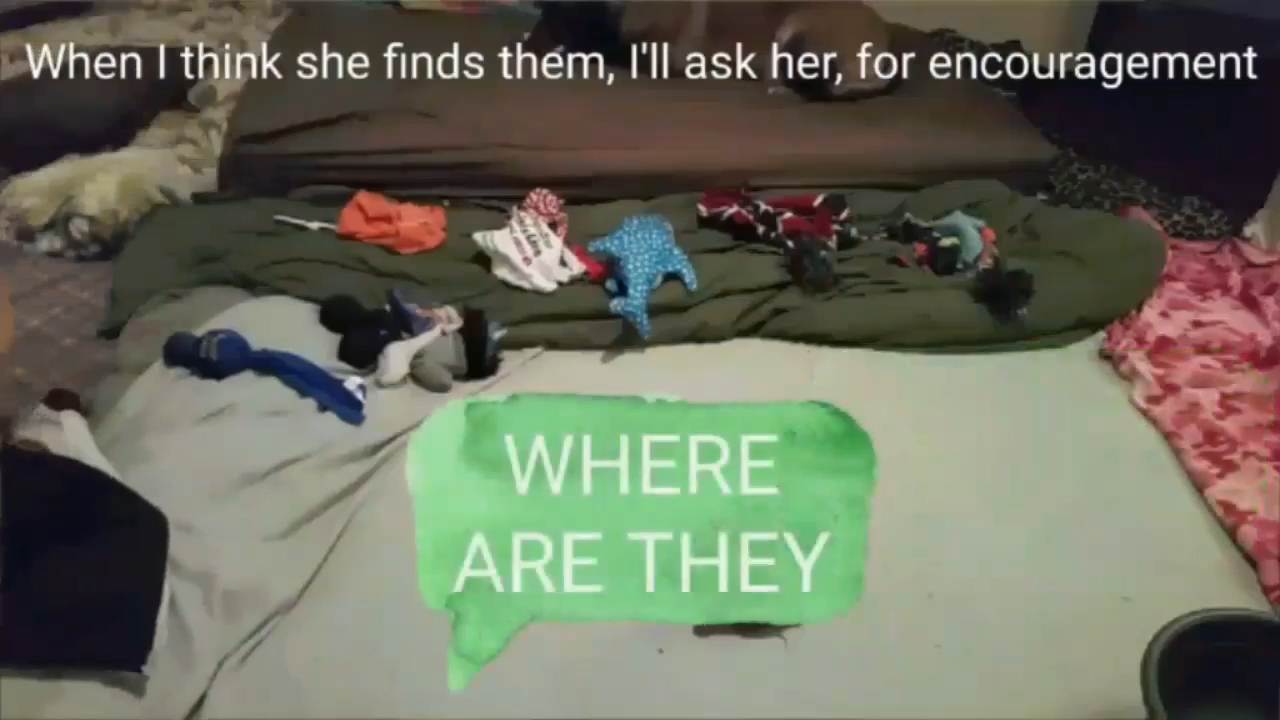 When I think she finds them, I'll ask her, for encouragement
WHERE
ARE THEY